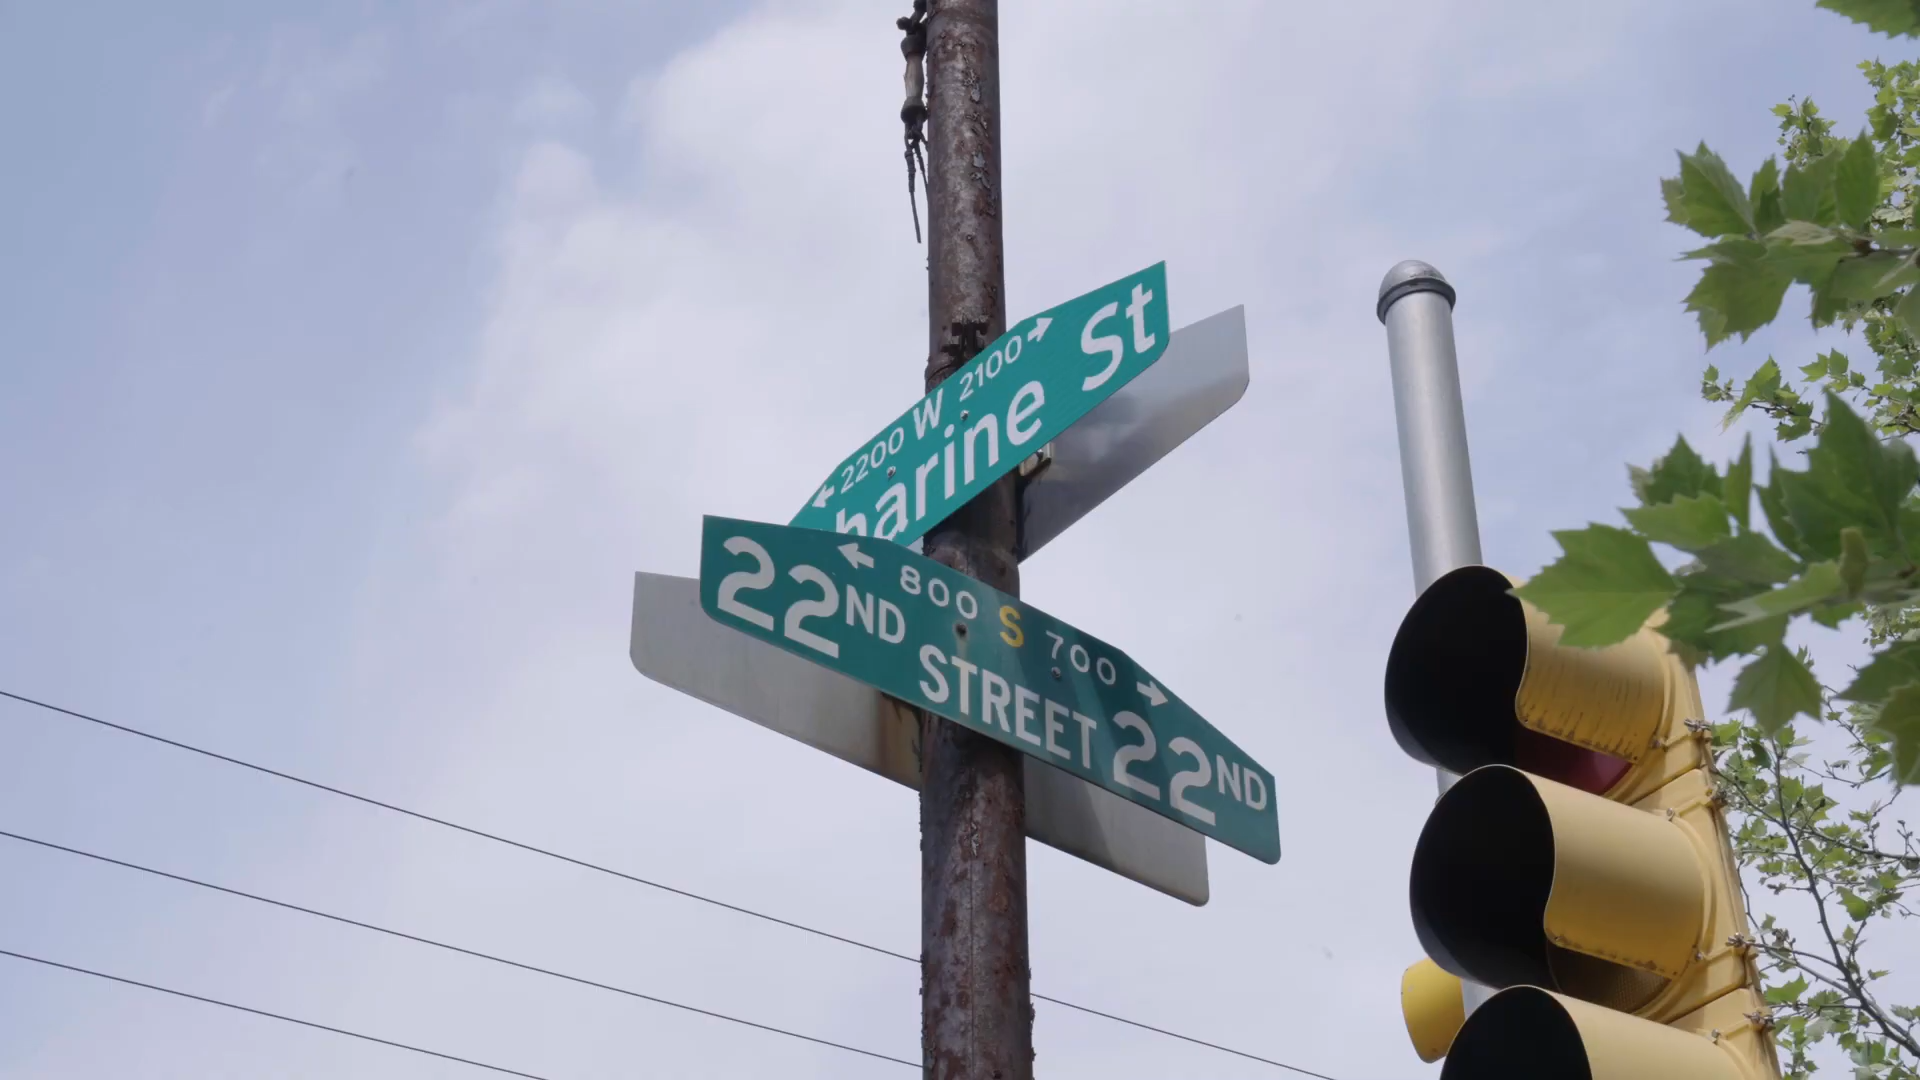 ← 2200 W 2100 →
harine St
← 800 S 700 →
22ND STREET 22ND